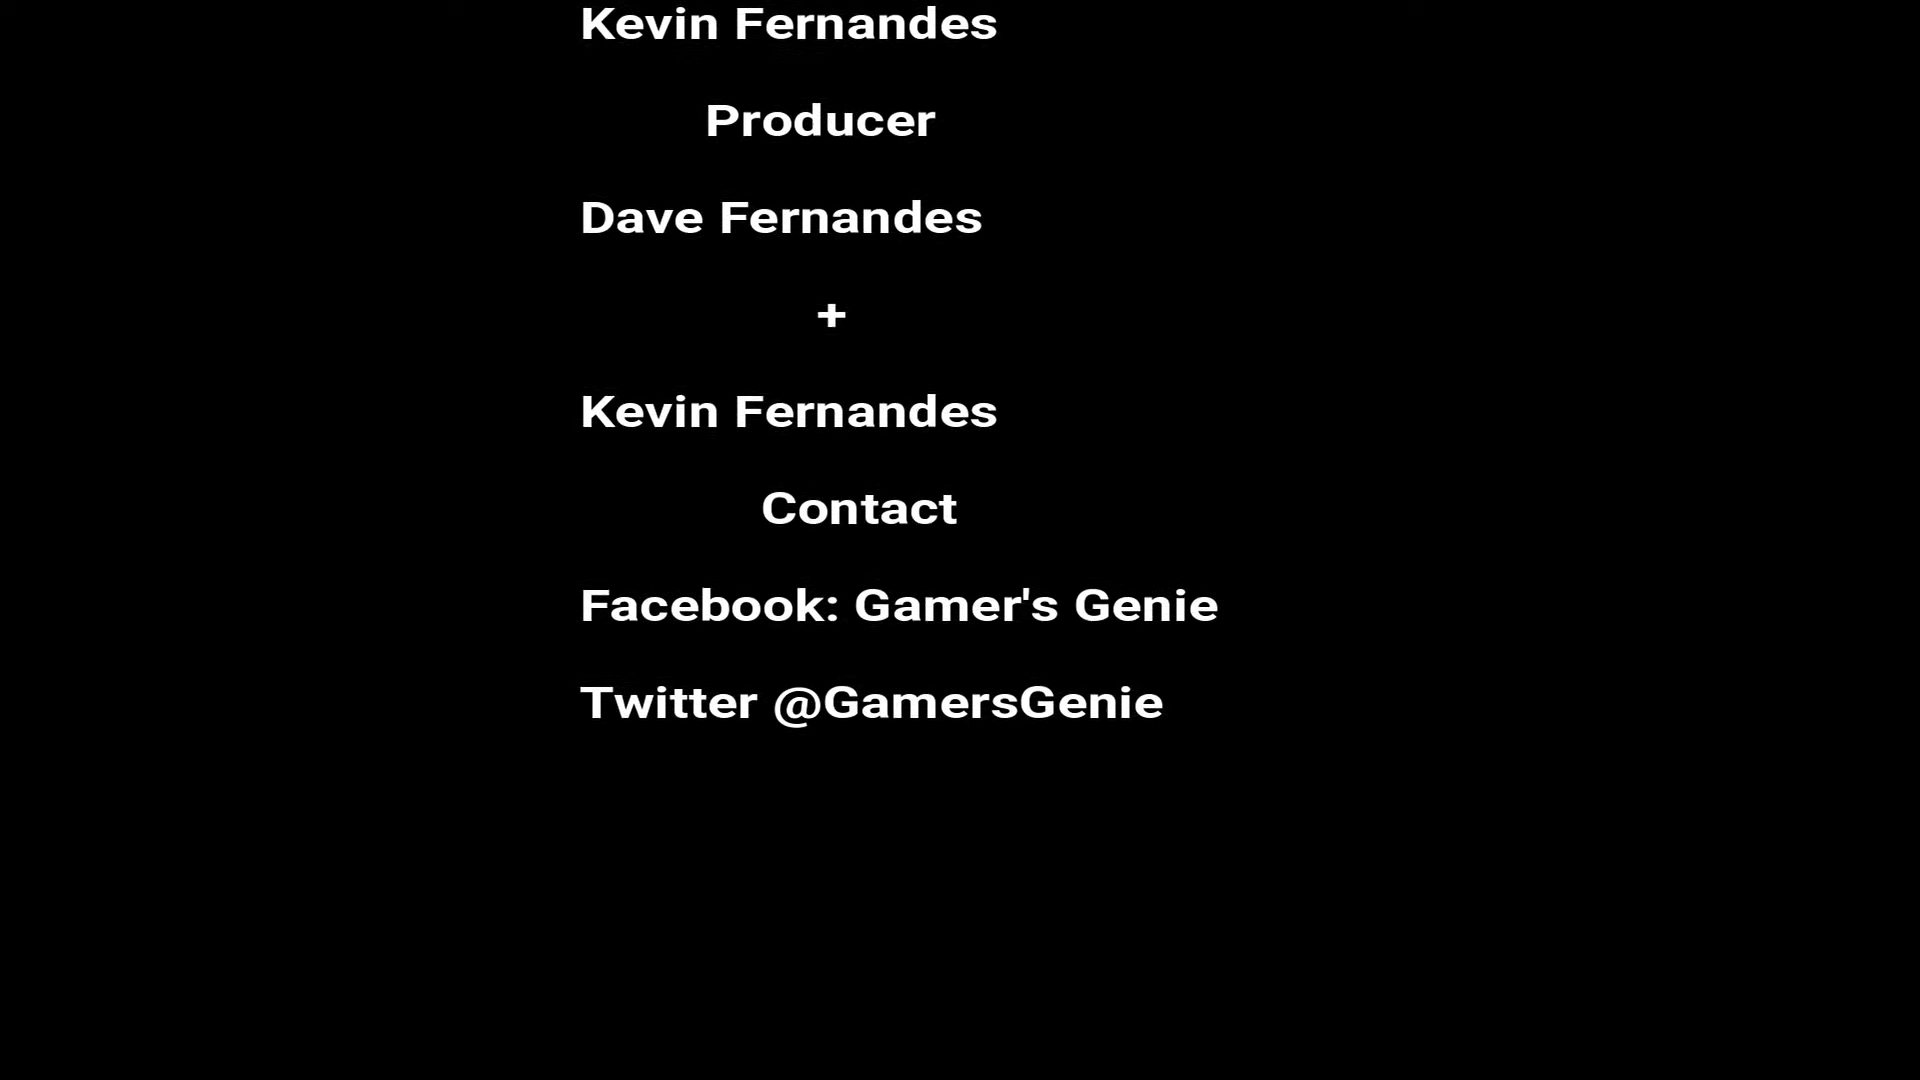 Kevin Fernandes
Producer
Dave Fernandes
+
Kevin Fernandes
Contact
Facebook: Gamer's Genie
Twitter @GamersGenie